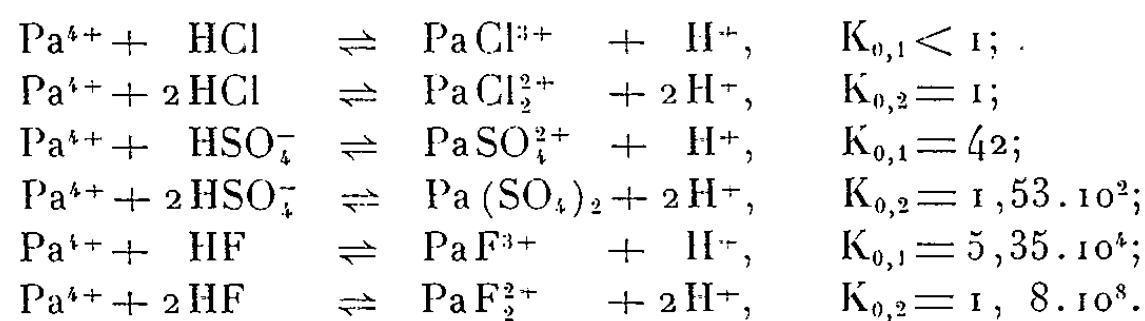 Pa⁴⁺ + HCl ⇌ PaCl³⁺ + H⁺, K₀,₁ < 1;
Pa⁴⁺ + 2 HCl ⇌ PaCl₂²⁺ + 2 H⁺, K₀,₂ = 1;
Pa⁴⁺ + HSO₄⁻ ⇌ PaSO₄²⁺ + H⁺, K₀,₁ = 42;
Pa⁴⁺ + 2 HSO₄⁻ ⇌ Pa (SO₄)₂ + 2 H⁺, K₀,₂ = 1,53.10²;
Pa⁴⁺ + HF ⇌ PaF³⁺ + H⁺, K₀,₁ = 5,35.10⁴;
Pa⁴⁺ + 2 HF ⇌ PaF₂²⁺ + 2 H⁺, K₀,₂ = 1, 8.10⁸.